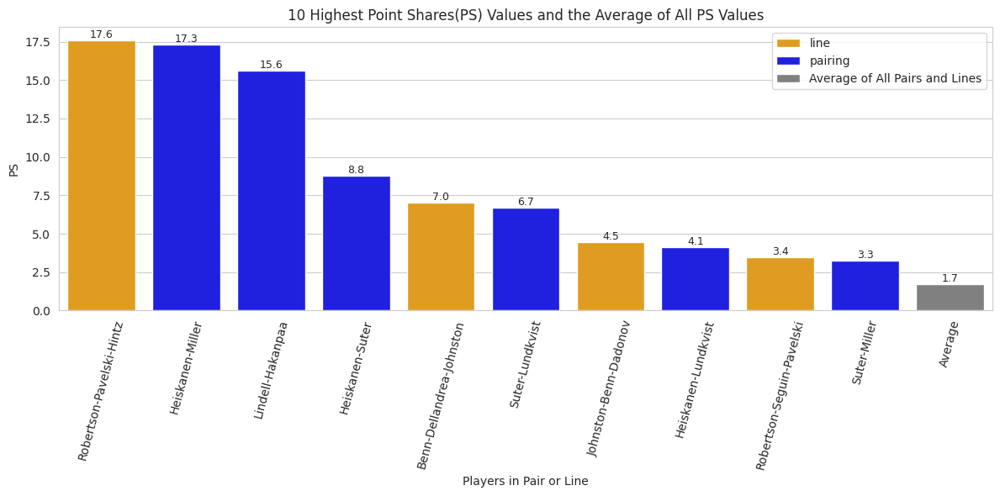 10 Highest Point Shares(PS) Values and the Average of All PS Values
line
pairing
Average of All Pairs and Lines
PS
17.5
15.0
12.5
10.0
7.5
5.0
2.5
0.0
17.6
17.3
15.6
8.8
7.0
6.7
4.5
4.1
3.4
3.3
1.7
Robertson-Pavelski-Hintz
Heiskanen-Miller
Lindell-Hakanpaa
Heiskanen-Suter
Benn-Dellandrea-Johnston
Suter-Lundkvist
Johnston-Benn-Dadonov
Heiskanen-Lundkvist
Robertson-Seguin-Pavelski
Suter-Miller
Average
Players in Pair or Line